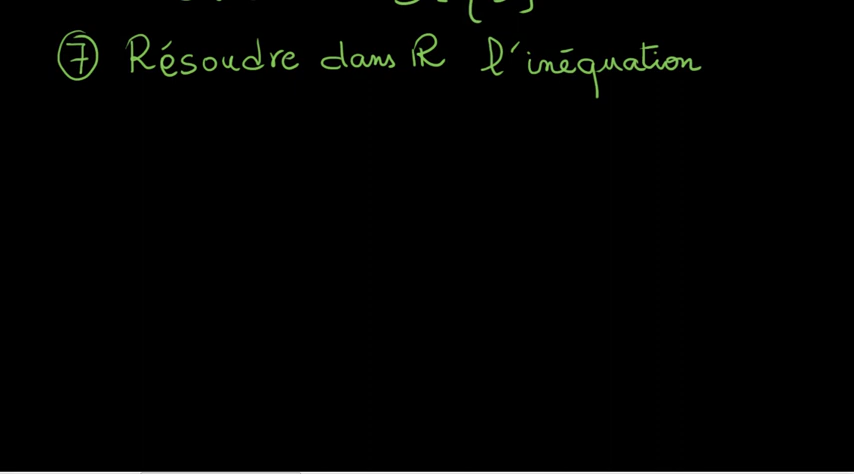 ⑦ Résoudre dans ℝ l'inéquation